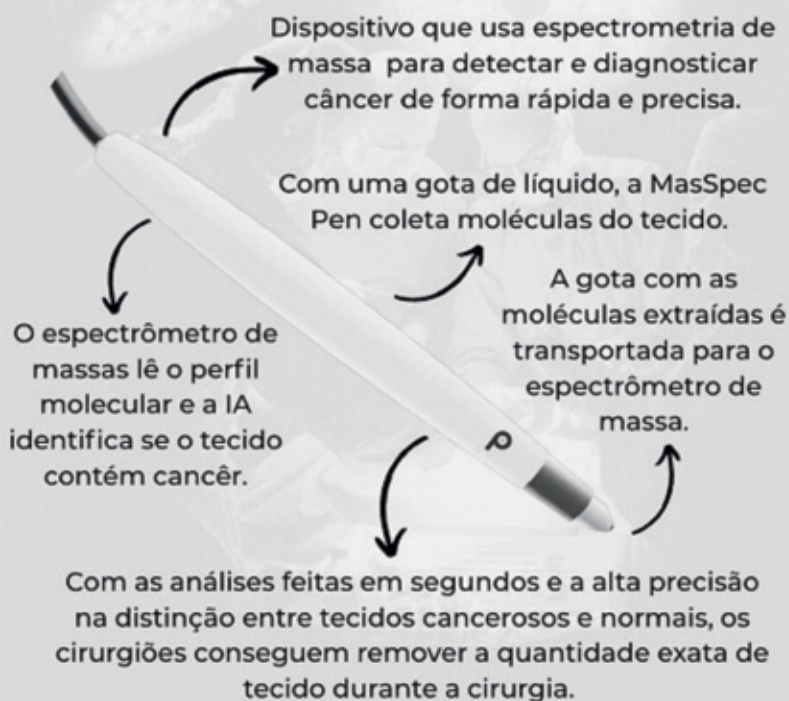 Dispositivo que usa espectrometria de
massa para detectar e diagnosticar
câncer de forma rápida e precisa.
Com uma gota de líquido, a MasSpec
Pen coleta moléculas do tecido.
A gota com as
moléculas extraídas é
transportada para o
espectrômetro de
massa.
O espectrômetro de
massas lê o perfil
molecular e a IA
identifica se o tecido
contém cancêr.
Com as análises feitas em segundos e a alta precisão
na distinção entre tecidos cancerosos e normais, os
cirurgiões conseguem remover a quantidade exata de
tecido durante a cirurgia.